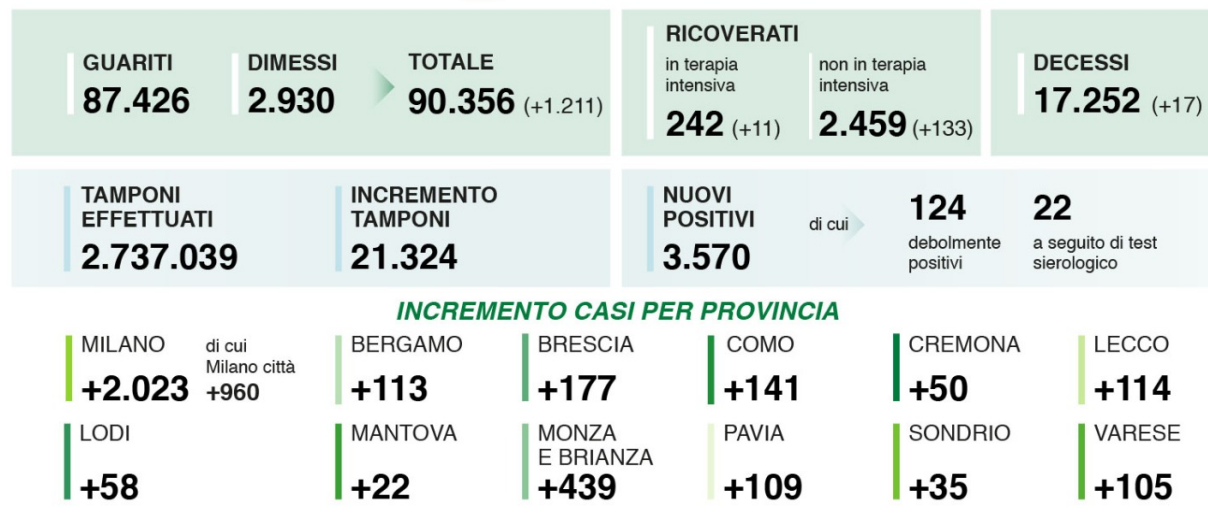 GUARITI
87.426
DIMESSI
2.930
TOTALE
90.356 (+1.211)
RICOVERATI
in terapia
intensiva
242 (+11)
non in terapia
intensiva
2.459 (+133)
DECESSI
17.252 (+17)
TAMPONI
EFFETTUATI
2.737.039
INCREMENTO
TAMPONI
21.324
NUOVI
POSITIVI
3.570
di cui
124
debolmente
positivi
22
a seguito di test
sierologico
INCREMENTO CASI PER PROVINCIA
MILANO
+2.023
di cui
Milano città
+960
BERGAMO
+113
BRESCIA
+177
COMO
+141
CREMONA
+50
LECCO
+114
LODI
+58
MANTOVA
+22
MONZA
E BRIANZA
+439
PAVIA
+109
SONDRIO
+35
VARESE
+105